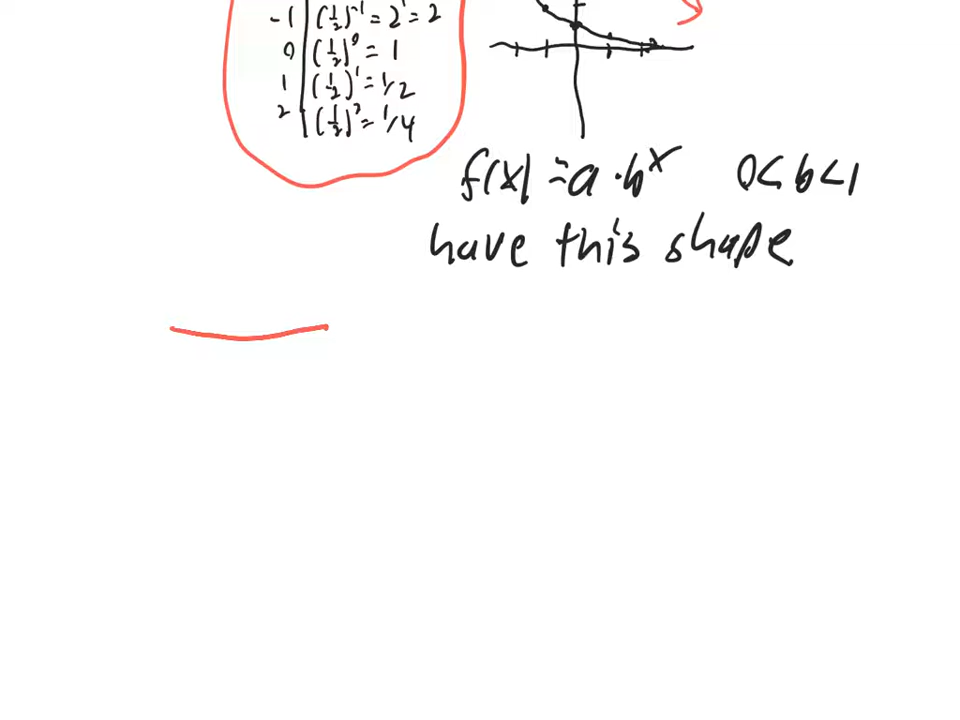 -1 | (1/2)^-1 = 2^1 = 2
0 | (1/2)^0 = 1
1 | (1/2)^1 = 1/2
2 | (1/2)^2 = 1/4
f(x) = a · b^x 0 < b < 1
have this shape